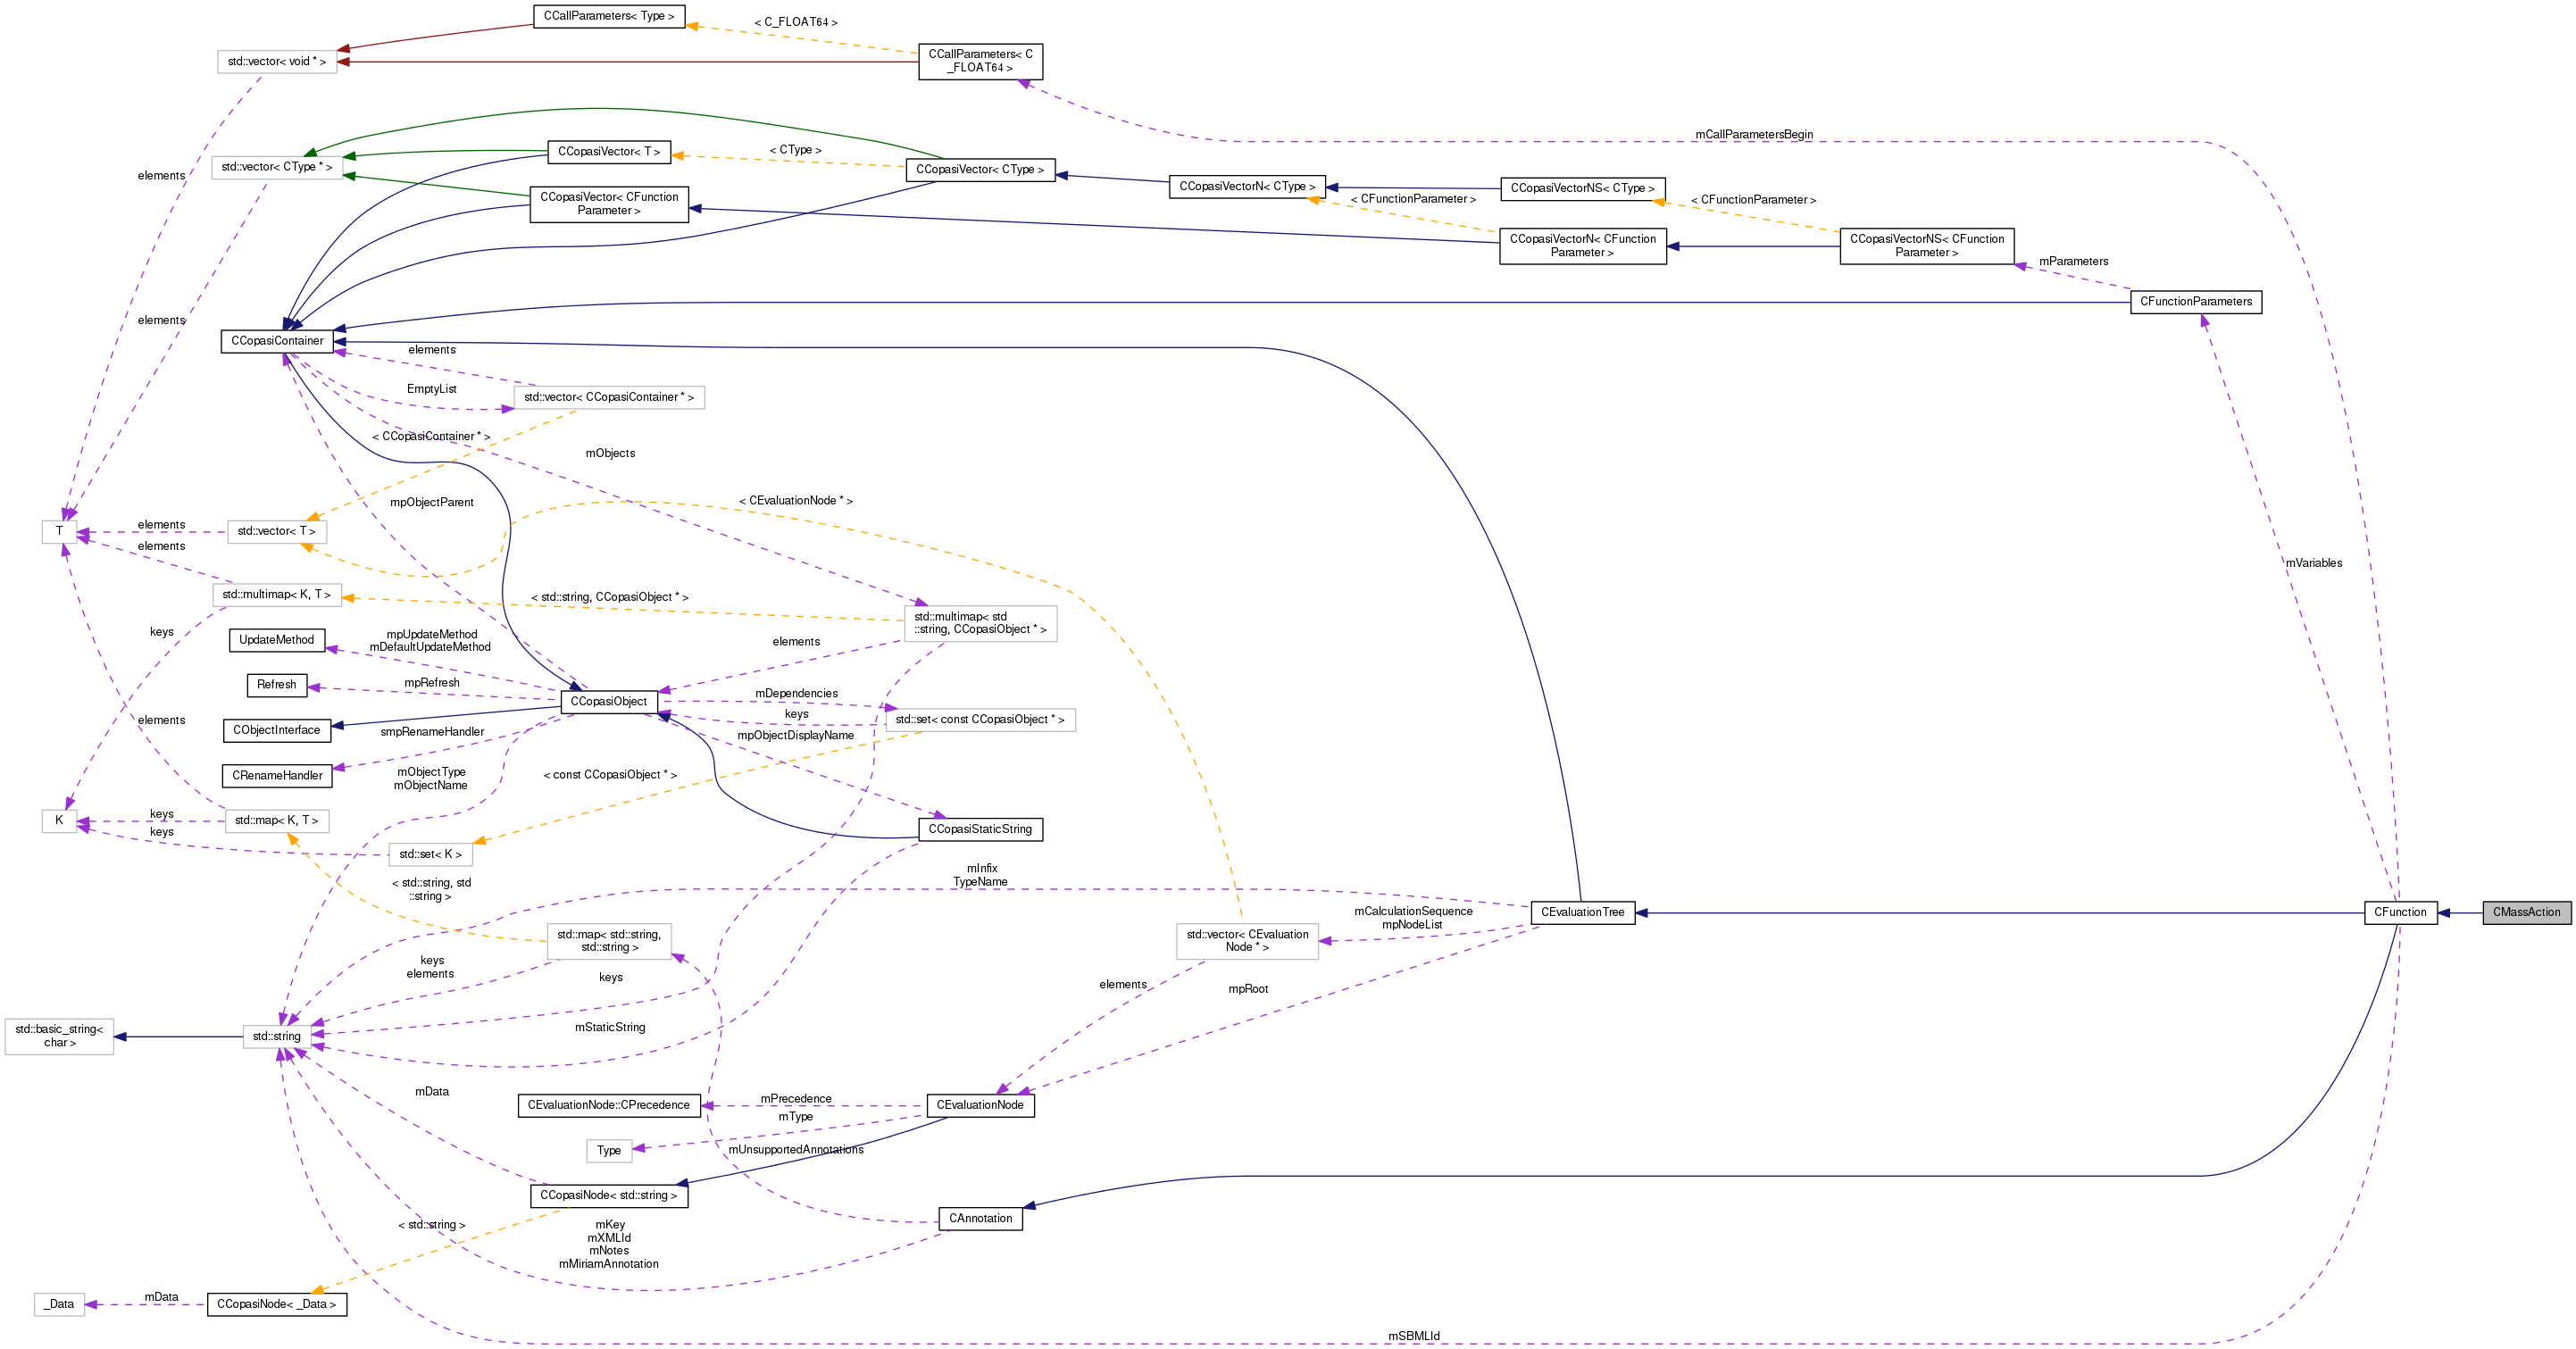 CCallParameters< Type >
< C_FLOAT64 >
CCallParameters< C
_FLOAT64 >
std::vector< void * >
mCallParametersBegin
elements
CCopasiVector< T >
< CType >
std::vector< CType * >
CCopasiVector< CType >
CCopasiVectorN< CType >
CCopasiVectorNS< CType >
CCopasiVector< CFunction
Parameter >
< CFunctionParameter >
< CFunctionParameter >
CCopasiVectorN< CFunction
Parameter >
CCopasiVectorNS< CFunction
Parameter >
mParameters
CFunctionParameters
elements
CCopasiContainer
elements
EmptyList
std::vector< CCopasiContainer * >
< CCopasiContainer * >
mObjects
mpObjectParent
< CEvaluationNode * >
T
elements
std::vector< T >
elements
mVariables
std::multimap< K, T >
< std::string, CCopasiObject * >
std::multimap< std
::string, CCopasiObject * >
keys
UpdateMethod
mpUpdateMethod
mDefaultUpdateMethod
elements
Refresh
mpRefresh
CCopasiObject
mDependencies
keys
std::set< const CCopasiObject * >
elements
CObjectInterface
smpRenameHandler
mpObjectDisplayName
CRenameHandler
mObjectType
mObjectName
< const CCopasiObject * >
K
keys
keys
std::map< K, T >
std::set< K >
CCopasiStaticString
< std::string, std
::string >
mInfix
TypeName
std::map< std::string,
std::string >
keys
elements
keys
std::vector< CEvaluation
Node * >
mCalculationSequence
mpNodeList
CEvaluationTree
CFunction
CMassAction
elements
mpRoot
std::basic_string<
char >
std::string
mStaticString
mData
CEvaluationNode::CPrecedence
mPrecedence
CEvaluationNode
mType
Type
mUnsupportedAnnotations
CCopasiNode< std::string >
CAnnotation
< std::string >
mKey
mXMLId
mNotes
mMiriamAnnotation
_Data
mData
CCopasiNode< _Data >
mSBMLId